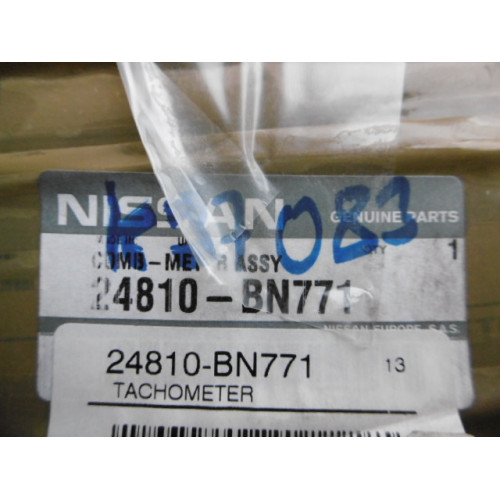 NISSAN GENUINE PARTS
K17083
COMB-METER ASSY 1
24810-BN771
NISSAN EUROPE S.A.S.
24810-BN771 13
TACHOMETER